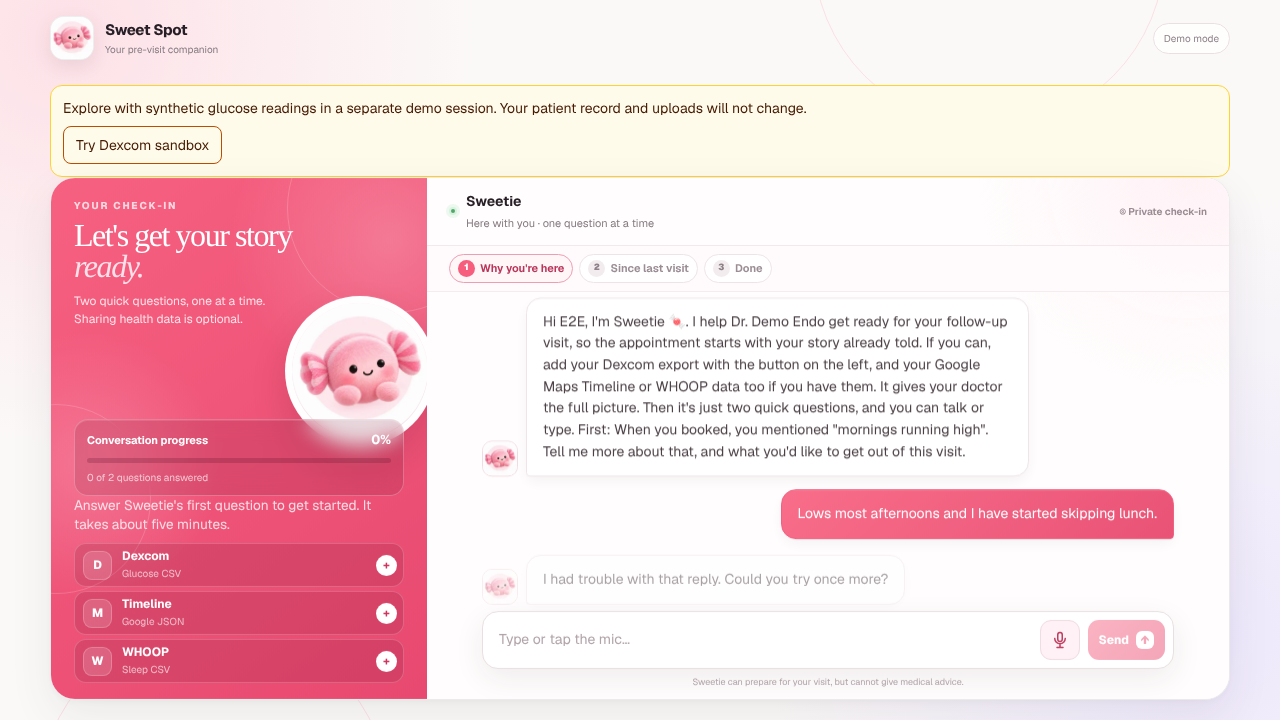 Sweet Spot
Your pre-visit companion
Demo mode
Explore with synthetic glucose readings in a separate demo session. Your patient record and uploads will not change.
Try Dexcom sandbox
YOUR CHECK-IN
Let's get your story
ready.
Two quick questions, one at a time.
Sharing health data is optional.
Conversation progress
0%
0 of 2 questions answered
Answer Sweetie's first question to get started. It
takes about five minutes.
D
Dexcom
Glucose CSV
+
M
Timeline
Google JSON
+
W
WHOOP
Sleep CSV
+
Sweetie
Here with you · one question at a time
Private check-in
1 Why you're here
2 Since last visit
3 Done
Hi E2E, I'm Sweetie 🍬. I help Dr. Demo Endo get ready for your follow-up
visit, so the appointment starts with your story already told. If you can,
add your Dexcom export with the button on the left, and your Google
Maps Timeline or WHOOP data too if you have them. It gives your doctor
the full picture. Then it's just two quick questions, and you can talk or
type. First: When you booked, you mentioned "mornings running high".
Tell me more about that, and what you'd like to get out of this visit.
Lows most afternoons and I have started skipping lunch.
I had trouble with that reply. Could you try once more?
Type or tap the mic...
Send
Sweetie can prepare for your visit, but cannot give medical advice.